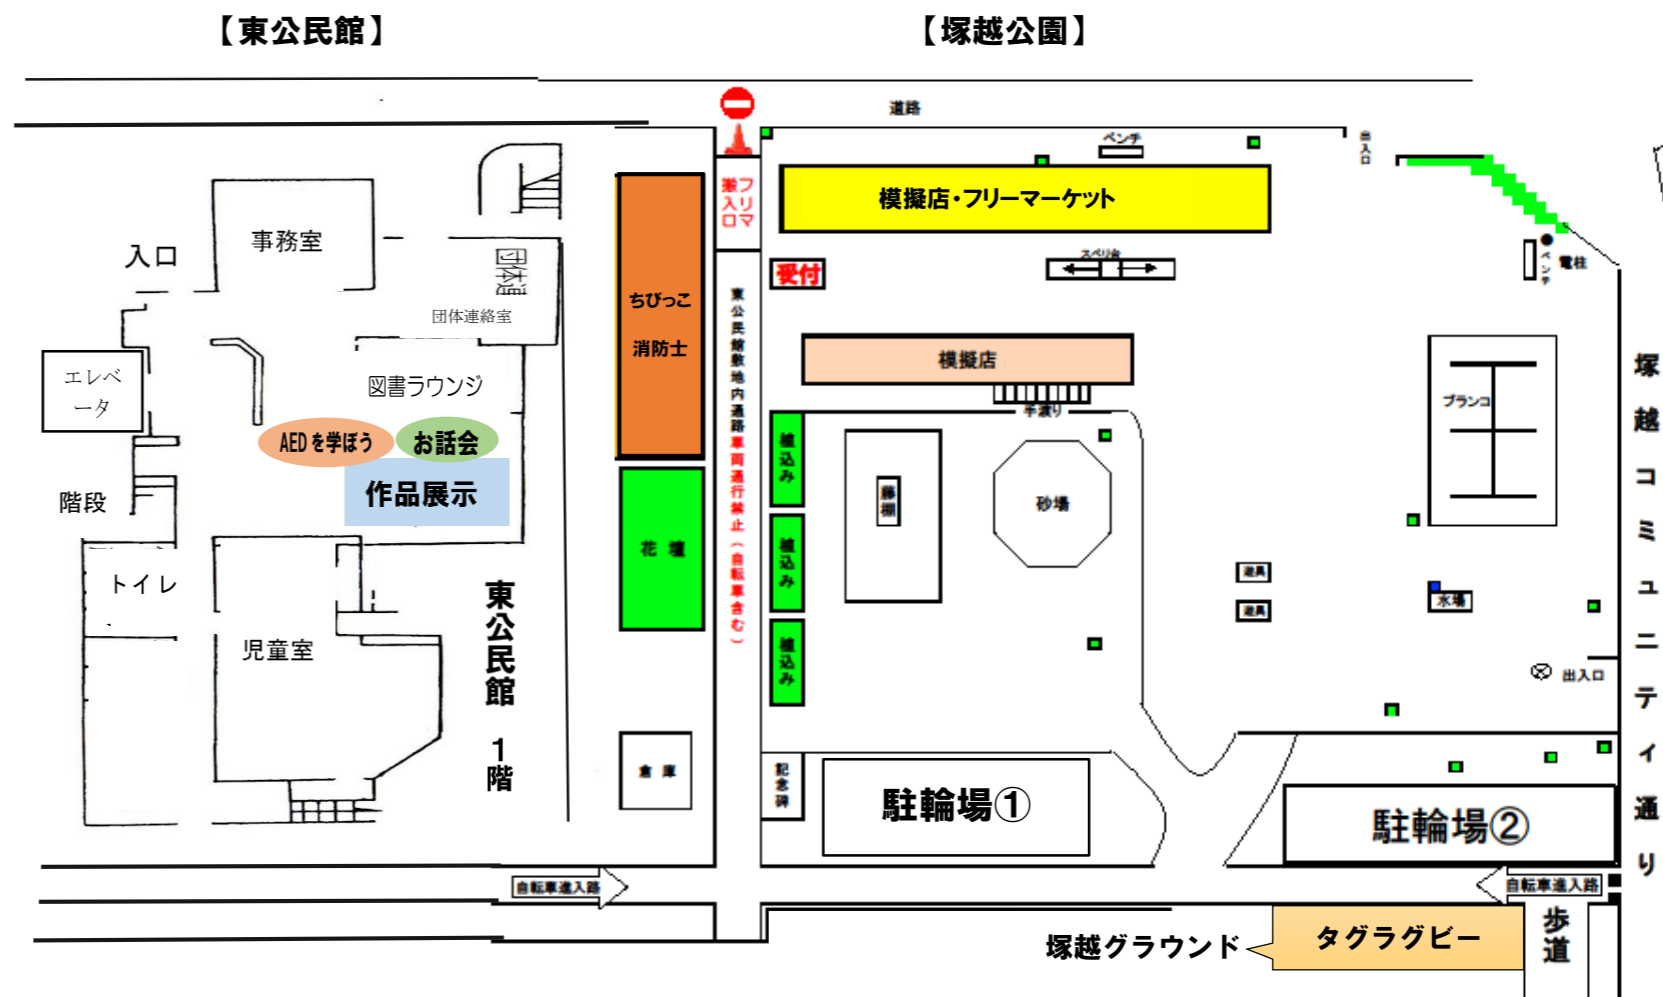 【東公民館】
【塚越公園】
道路
ベンチ
出入口
フリマ
搬入口
模擬店・フリーマーケット
事務室
入口
団体連絡室
受付
スベリ台
ベンチ
電柱
ちびっこ
消防士
東公民館敷地内通路車両通行禁止（自転車含む）
模擬店
手渡り
エレベ
ータ
図書ラウンジ
AEDを学ぼう
お話会
作品展示
階段
植込み
藤棚
砂場
ブランコ
塚越コミュニティ通り
花壇
植込み
遊具
遊具
水場
トイレ
児童室
東公民館 1階
植込み
出入口
倉庫
記念碑
駐輪場①
駐輪場②
自転車進入路
自転車進入路
塚越グラウンド
タグラグビー
歩道